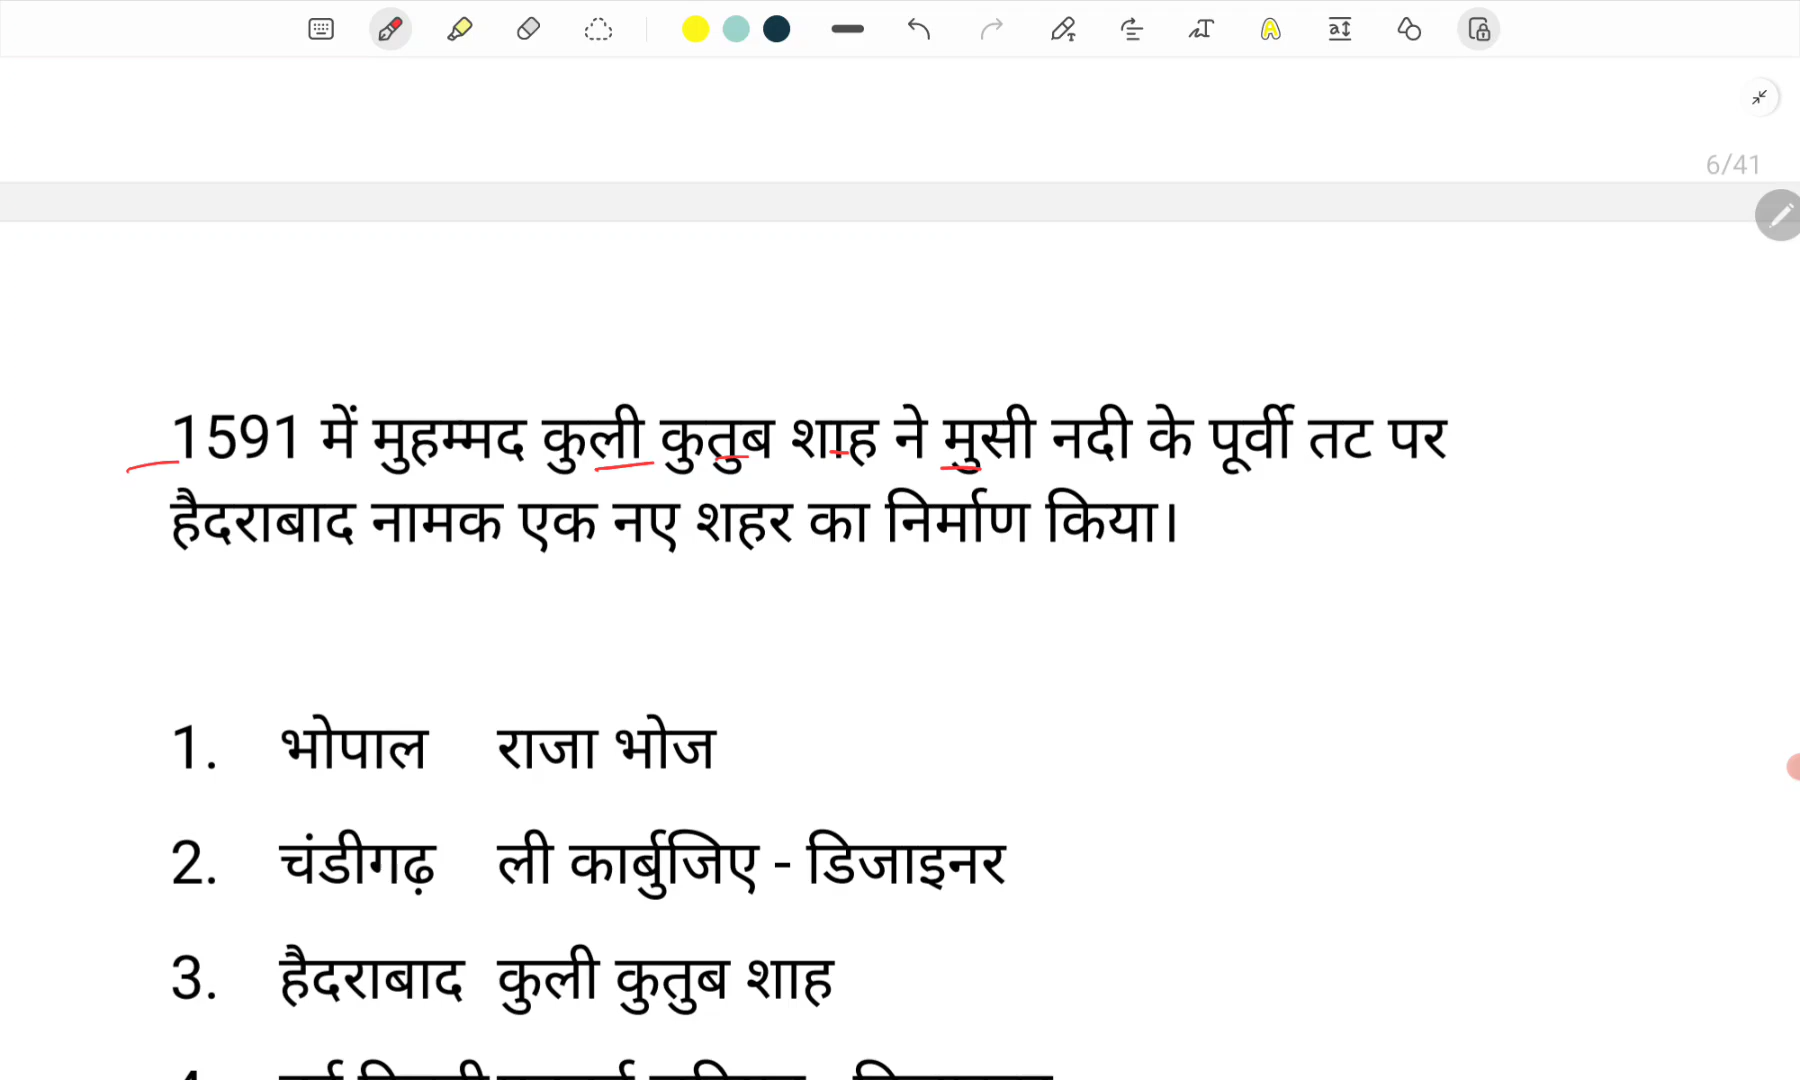 6/41
1591 में मुहम्मद कुली कुतुब शाह ने मुसी नदी के पूर्वी तट पर
हैदराबाद नामक एक नए शहर का निर्माण किया।
1. भोपाल राजा भोज
2. चंडीगढ़ ली कार्बुजिए - डिजाइनर
3. हैदराबाद कुली कुतुब शाह